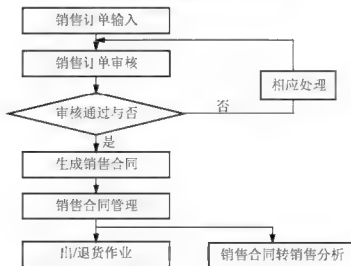 销售订单输入
销售订单审核
相应处理
审核通过与否
否
是
生成销售合同
销售合同管理
出/退货作业
销售合同转销售分析